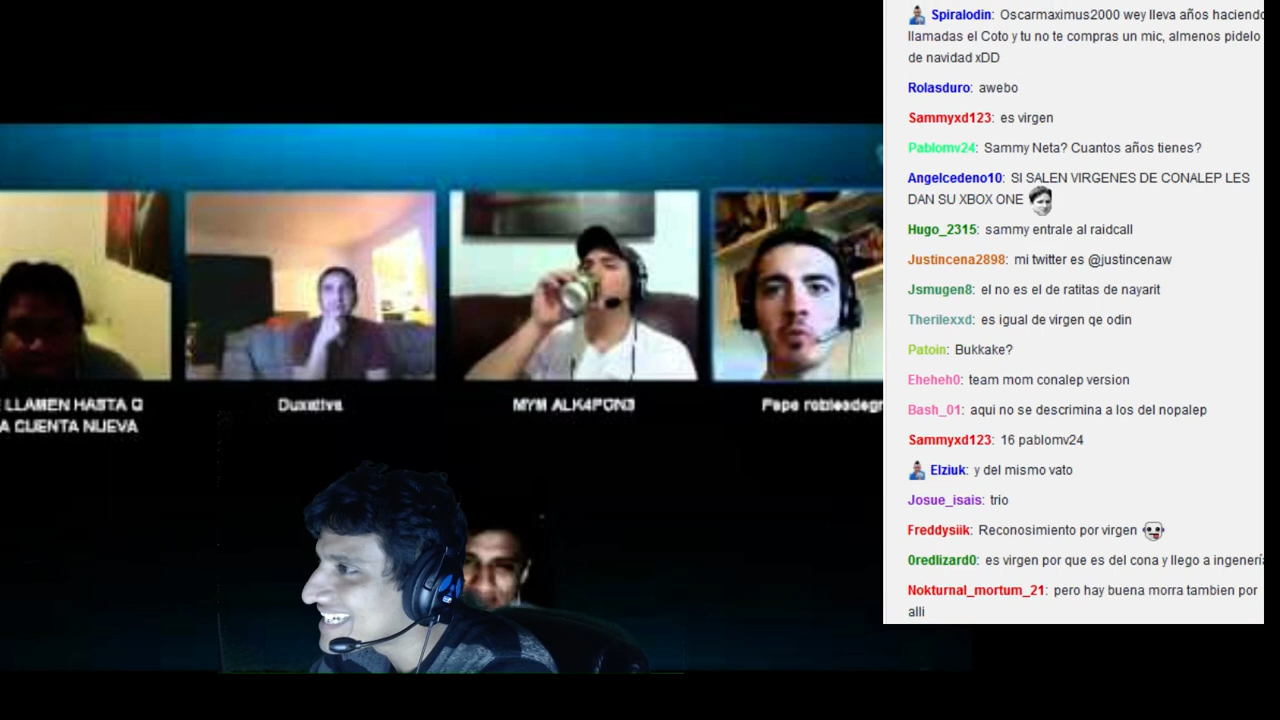 LLAMEN HASTA Q
A CUENTA NUEVA
Duxativa
MYM ALK4PON3
Pepe roblesdegr
Spiralodin: Oscarmaximus2000 wey lleva años haciendo
llamadas el Coto y tu no te compras un mic, almenos pidelo
de navidad xDD
Rolasduro: awebo
Sammyxd123: es virgen
Pablomv24: Sammy Neta? Cuantos años tienes?
Angelcedeno10: SI SALEN VIRGENES DE CONALEP LES
DAN SU XBOX ONE
Hugo_2315: sammy entrale al raidcall
Justincena2898: mi twitter es @justincenaw
Jsmugen8: el no es el de ratitas de nayarit
Therilexxd: es igual de virgen qe odin
Patoin: Bukkake?
Eheheh0: team mom conalep version
Bash_01: aqui no se descrimina a los del nopalep
Sammyxd123: 16 pablomv24
Elziuk: y del mismo vato
Josue_isais: trio
Freddysiik: Reconosimiento por virgen
0redlizard0: es virgen por que es del cona y llego a ingenería
Nokturnal_mortum_21: pero hay buena morra tambien por
alli